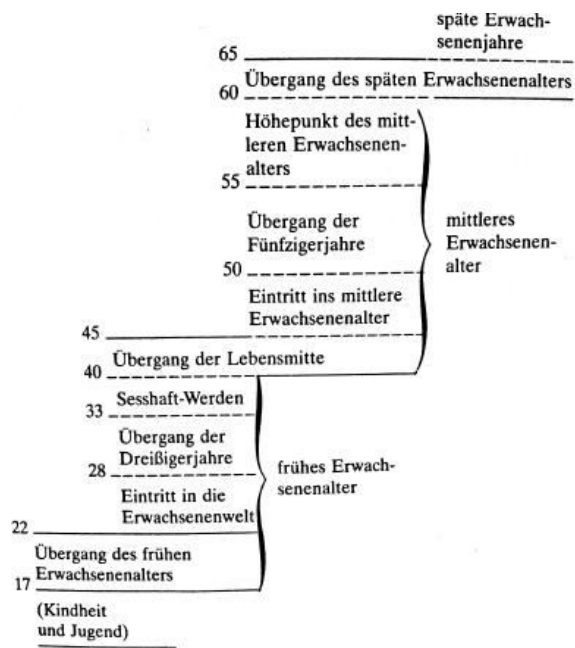 späte Erwach-
senenjahre
65
Übergang des späten Erwachsenenalters
60
Höhepunkt des mitt-
leren Erwachsenen-
alters
55
Übergang der
Fünfzigerjahre
mittleres
Erwachsenen-
alter
50
Eintritt ins mittlere
Erwachsenenalter
45
Übergang der Lebensmitte
40
Sesshaft-Werden
33
Übergang der
Dreißigerjahre
28
frühes Erwach-
senenalter
Eintritt in die
Erwachsenenwelt
22
Übergang des frühen
Erwachsenenalters
17
(Kindheit
und Jugend)